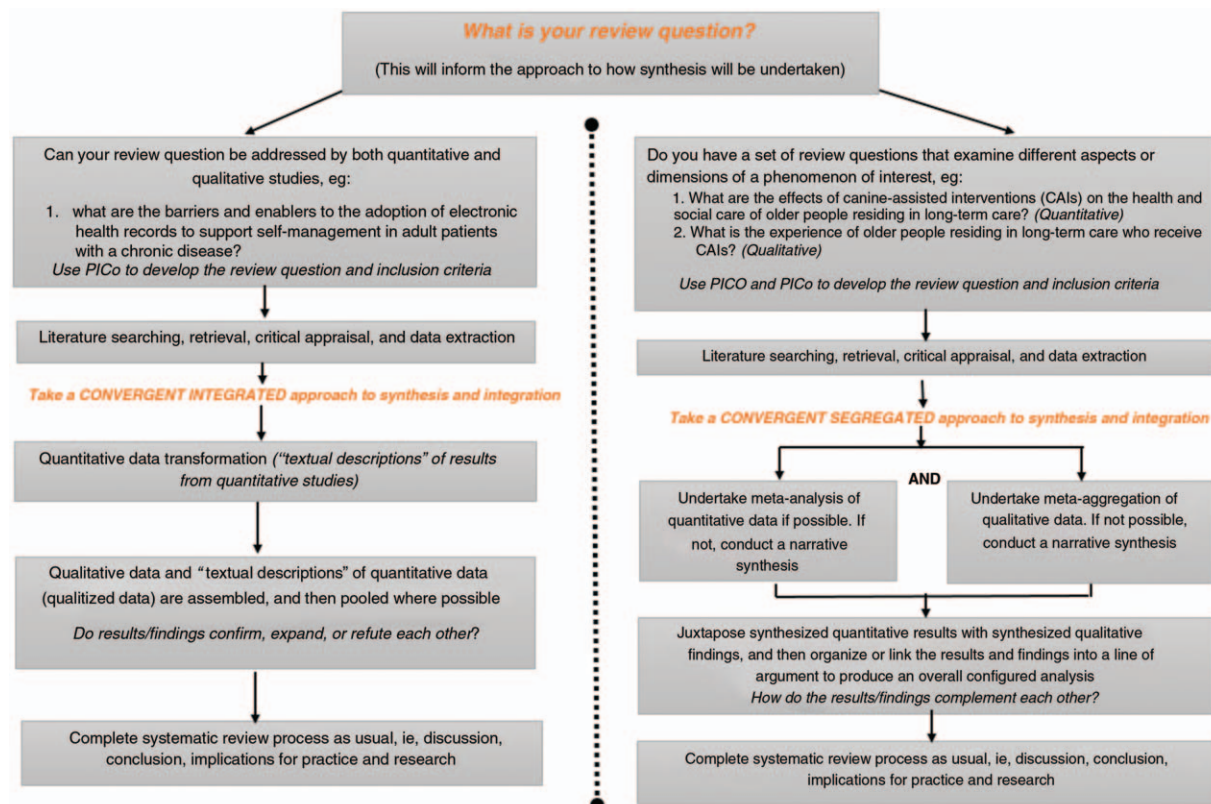 What is your review question?
(This will inform the approach to how synthesis will be undertaken)
Can your review question be addressed by both quantitative and
qualitative studies, eg:
1. what are the barriers and enablers to the adoption of electronic
health records to support self-management in adult patients
with a chronic disease?
Use PICo to develop the review question and inclusion criteria
Literature searching, retrieval, critical appraisal, and data extraction
Take a CONVERGENT INTEGRATED approach to synthesis and integration
Quantitative data transformation (“textual descriptions” of results
from quantitative studies)
Qualitative data and “textual descriptions” of quantitative data
(qualitized data) are assembled, and then pooled where possible
Do results/findings confirm, expand, or refute each other?
Complete systematic review process as usual, ie, discussion,
conclusion, implications for practice and research
Do you have a set of review questions that examine different aspects or
dimensions of a phenomenon of interest, eg:
1. What are the effects of canine-assisted interventions (CAIs) on the health and
social care of older people residing in long-term care? (Quantitative)
2. What is the experience of older people residing in long-term care who receive
CAIs? (Qualitative)
Use PICO and PICo to develop the review question and inclusion criteria
Literature searching, retrieval, critical appraisal, and data extraction
Take a CONVERGENT SEGREGATED approach to synthesis and integration
AND
Undertake meta-analysis of
quantitative data if possible. If
not, conduct a narrative
synthesis
Undertake meta-aggregation of
qualitative data. If not possible,
conduct a narrative synthesis
Juxtapose synthesized quantitative results with synthesized qualitative
findings, and then organize or link the results and findings into a line of
argument to produce an overall configured analysis
How do the results/findings complement each other?
Complete systematic review process as usual, ie, discussion, conclusion,
implications for practice and research